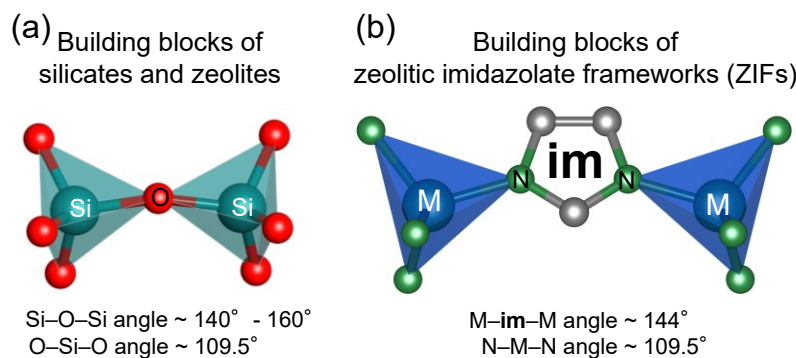 (a)
Building blocks of
silicates and zeolites
Si
O
Si
Si–O–Si angle ~ 140° - 160°
O–Si–O angle ~ 109.5°
(b)
Building blocks of
zeolitic imidazolate frameworks (ZIFs)
M
N
im
N
M
M–im–M angle ~ 144°
N–M–N angle ~ 109.5°